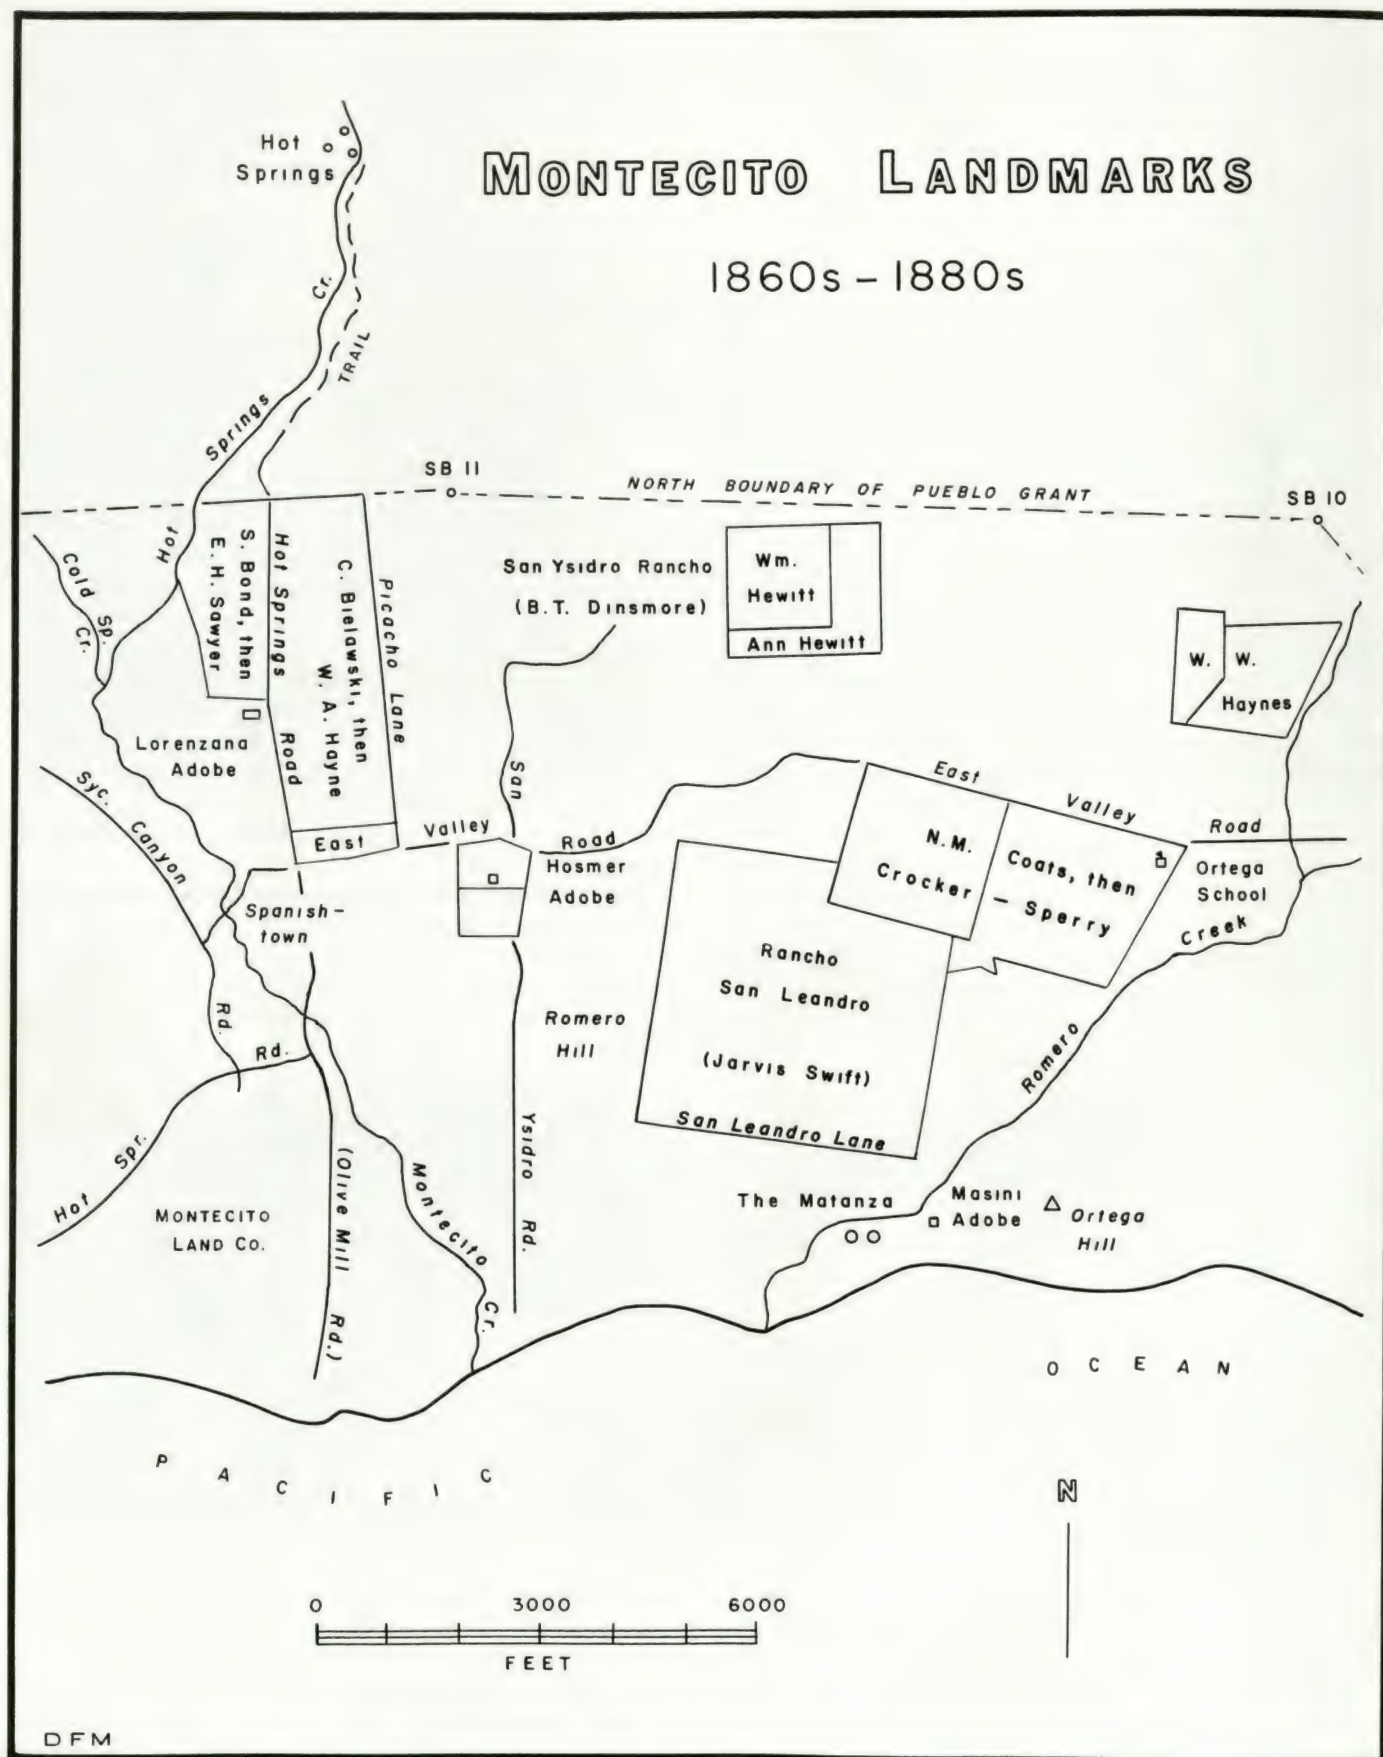 MONTECITO LANDMARKS
1860s – 1880s
Hot
Springs
Hot Springs Cr.
TRAIL
SB 11
NORTH BOUNDARY OF PUEBLO GRANT
SB 10
Cold Sp. Cr.
S. Bond, then
E. H. Sawyer
Hot Springs Road
C. Bielawski, then
W. A. Hayne
Picacho Lane
San Ysidro Rancho
(B.T. Dinsmore)
Wm.
Hewitt
Ann Hewitt
W. W.
Haynes
Lorenzana
Adobe
Syc. Canyon Rd.
East Valley Road
East Valley Road
Hosmer
Adobe
N.M.
Crocker – Sperry
Coats, then
Ortega
School
Spanish-
town
Rancho
San Leandro
(Jarvis Swift)
San Leandro Lane
Romero
Hill
Romero Creek
Hot Spr. Rd.
San Ysidro Rd.
(Olive Mill Rd.)
Montecito Cr.
MONTECITO
LAND CO.
The Matanza
Masini
Adobe
Ortega
Hill
PACIFIC OCEAN
N
0 3000 6000
FEET
DFM